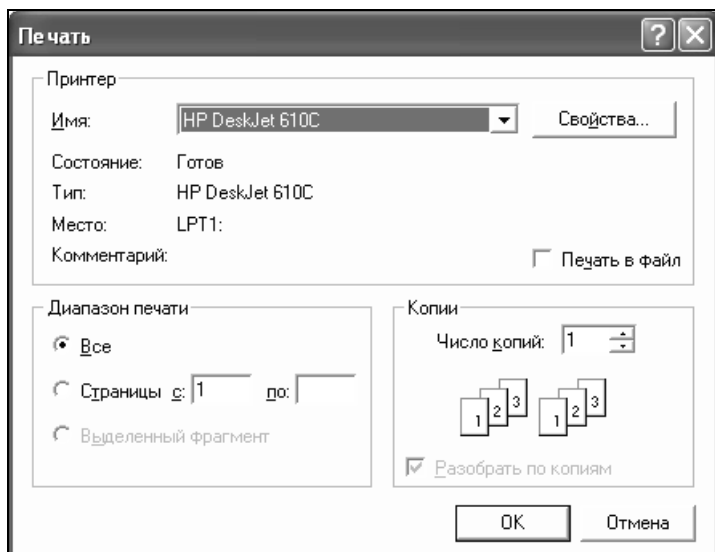 Печать
Принтер
Имя: HP DeskJet 610C Свойства...
Состояние: Готов
Тип: HP DeskJet 610C
Место: LPT1:
Комментарий: Печать в файл
Диапазон печати
Все
Страницы с: 1 по:
Выделенный фрагмент
Копии
Число копий: 1
1 2 3 1 2 3
Разобрать по копиям
OK Отмена